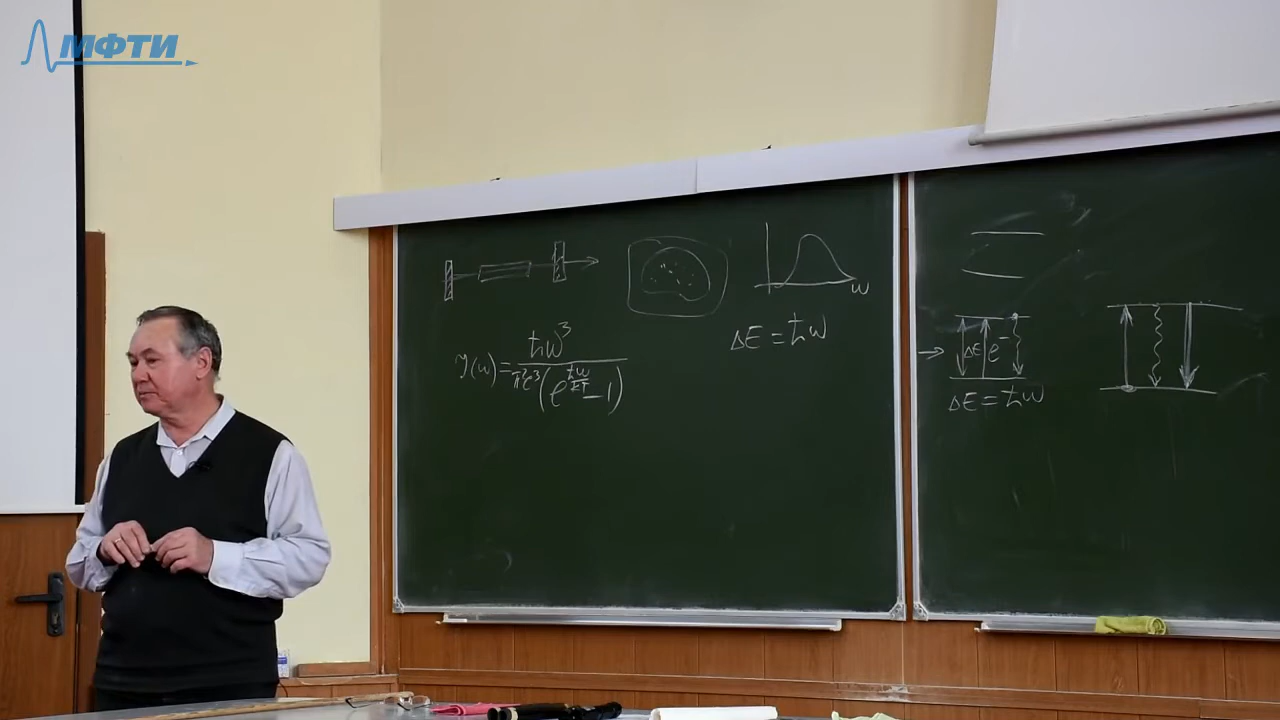 МФТИ
ω
ΔE = ħω
𝒥(ω) = ħω³ / π²c³(e^(ħω/kT) − 1)
ΔE e⁻
ΔE = ħω